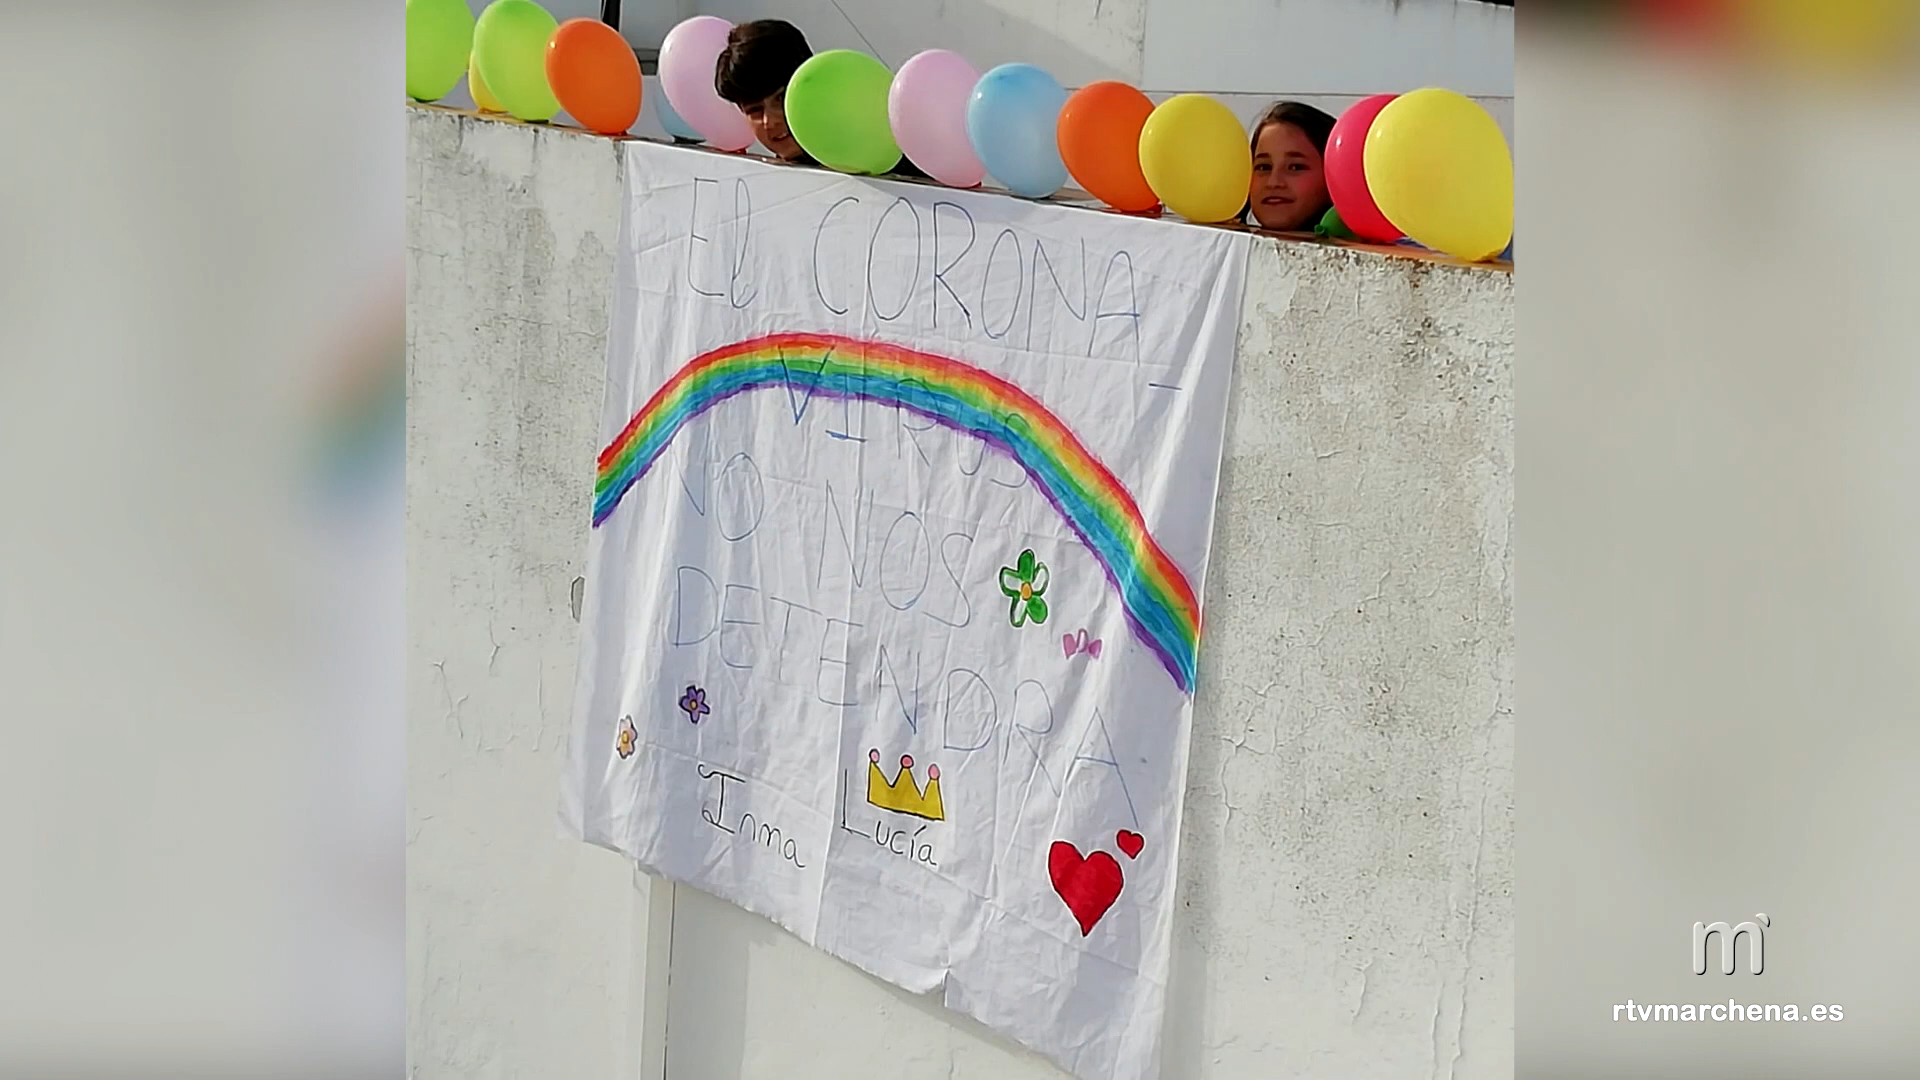 El CORONA-
VIRUS
NO NOS
DETENDRA
Inma Lucía
m
rtvmarchena.es